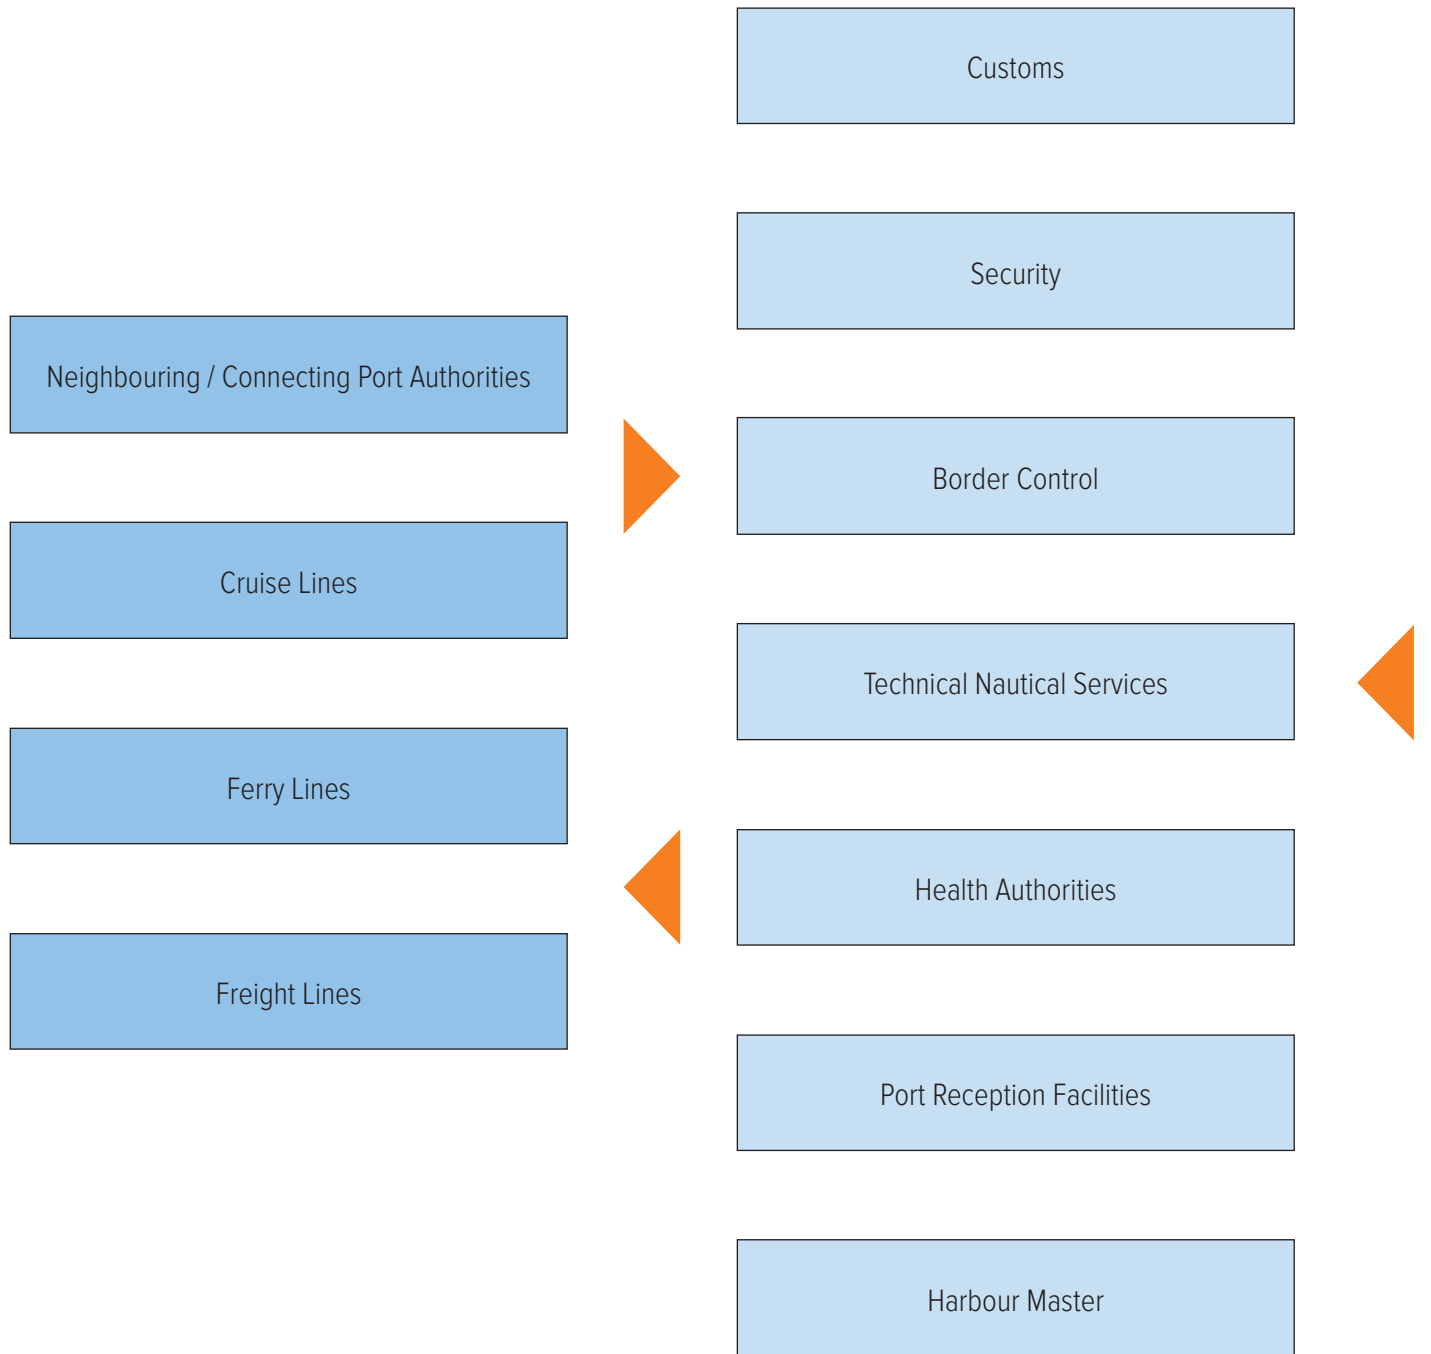 Neighbouring / Connecting Port Authorities
Cruise Lines
Ferry Lines
Freight Lines
Customs
Security
Border Control
Technical Nautical Services
Health Authorities
Port Reception Facilities
Harbour Master